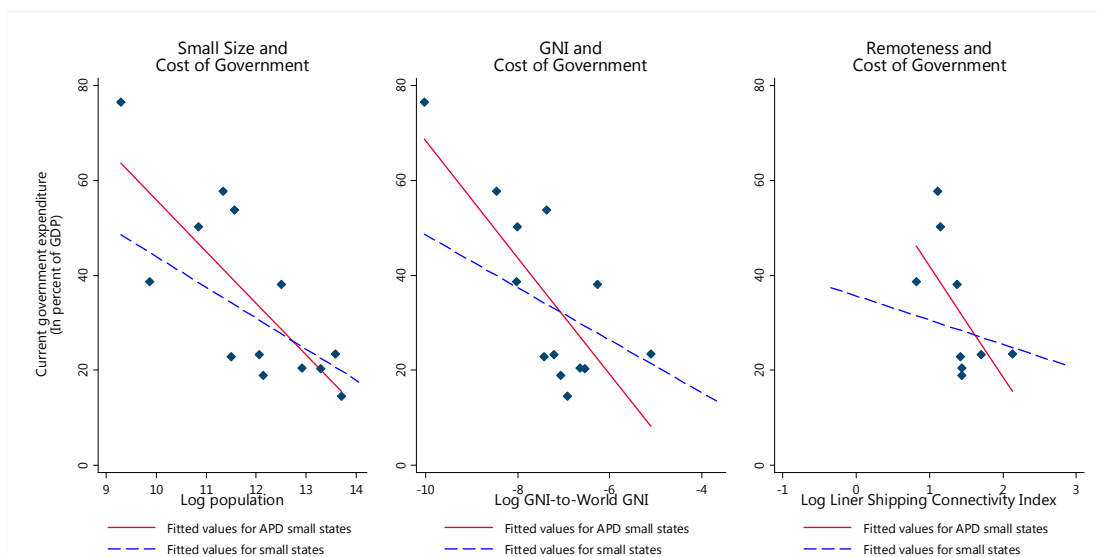 Small Size and
Cost of Government
GNI and
Cost of Government
Remoteness and
Cost of Government
Current government expenditure
(In percent of GDP)
80
60
40
20
0
9 10 11 12 13 14
Log population
Fitted values for APD small states
Fitted values for small states
80
60
40
20
0
-10 -8 -6 -4
Log GNI-to-World GNI
Fitted values for APD small states
Fitted values for small states
80
60
40
20
0
-1 0 1 2 3
Log Liner Shipping Connectivity Index
Fitted values for APD small states
Fitted values for small states